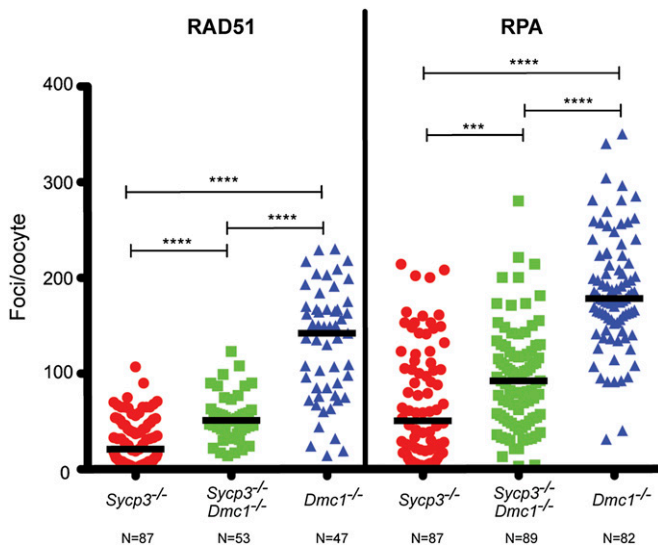 RAD51 RPA
400
****
**** ***
****
300
Foci/oocyte
****
****
200
100
0
Sycp3-/- Sycp3-/- Dmc1-/- Dmc1-/- Sycp3-/- Sycp3-/- Dmc1-/- Dmc1-/-
N=87 N=53 N=47 N=87 N=89 N=82